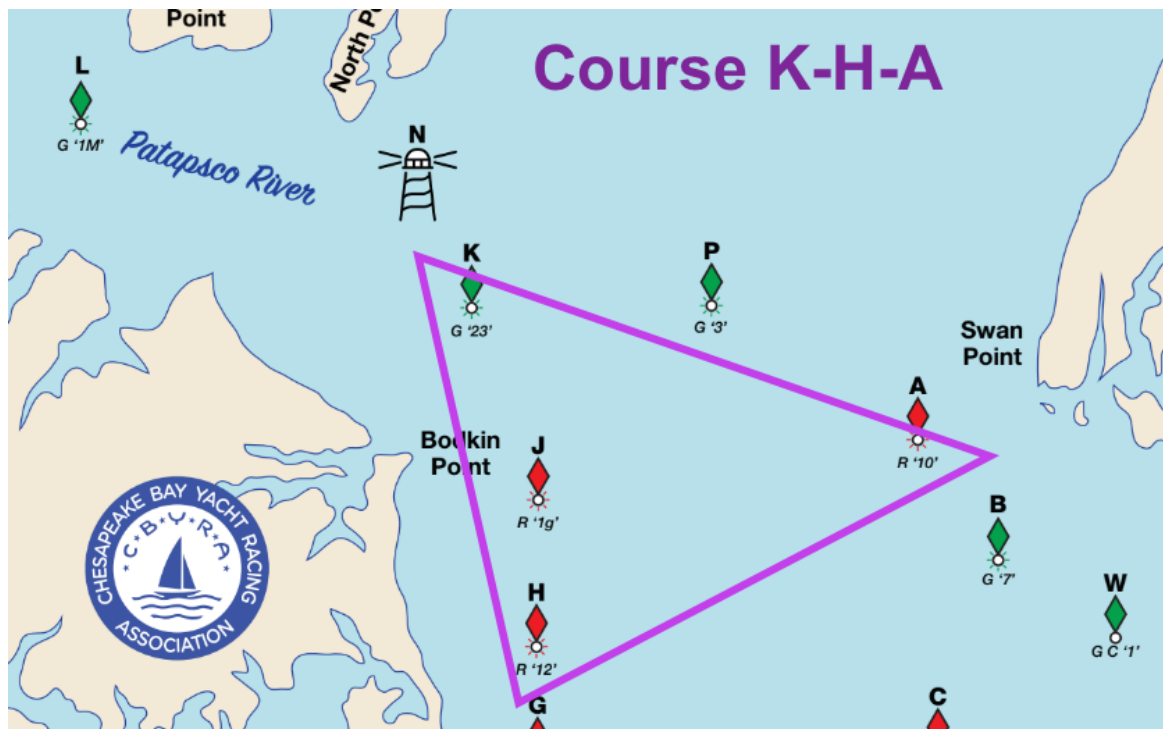 Point
North Po
Course K-H-A
L
G '1M'
Patapsco River
N
K
G '23'
P
G '3'
Swan
Point
A
R '10'
Bodkin
Point
J
R '1g'
B
G '7'
CHESAPEAKE BAY YACHT RACING
ASSOCIATION
C★B★Y★R★A
H
R '12'
W
G C '1'
G
C